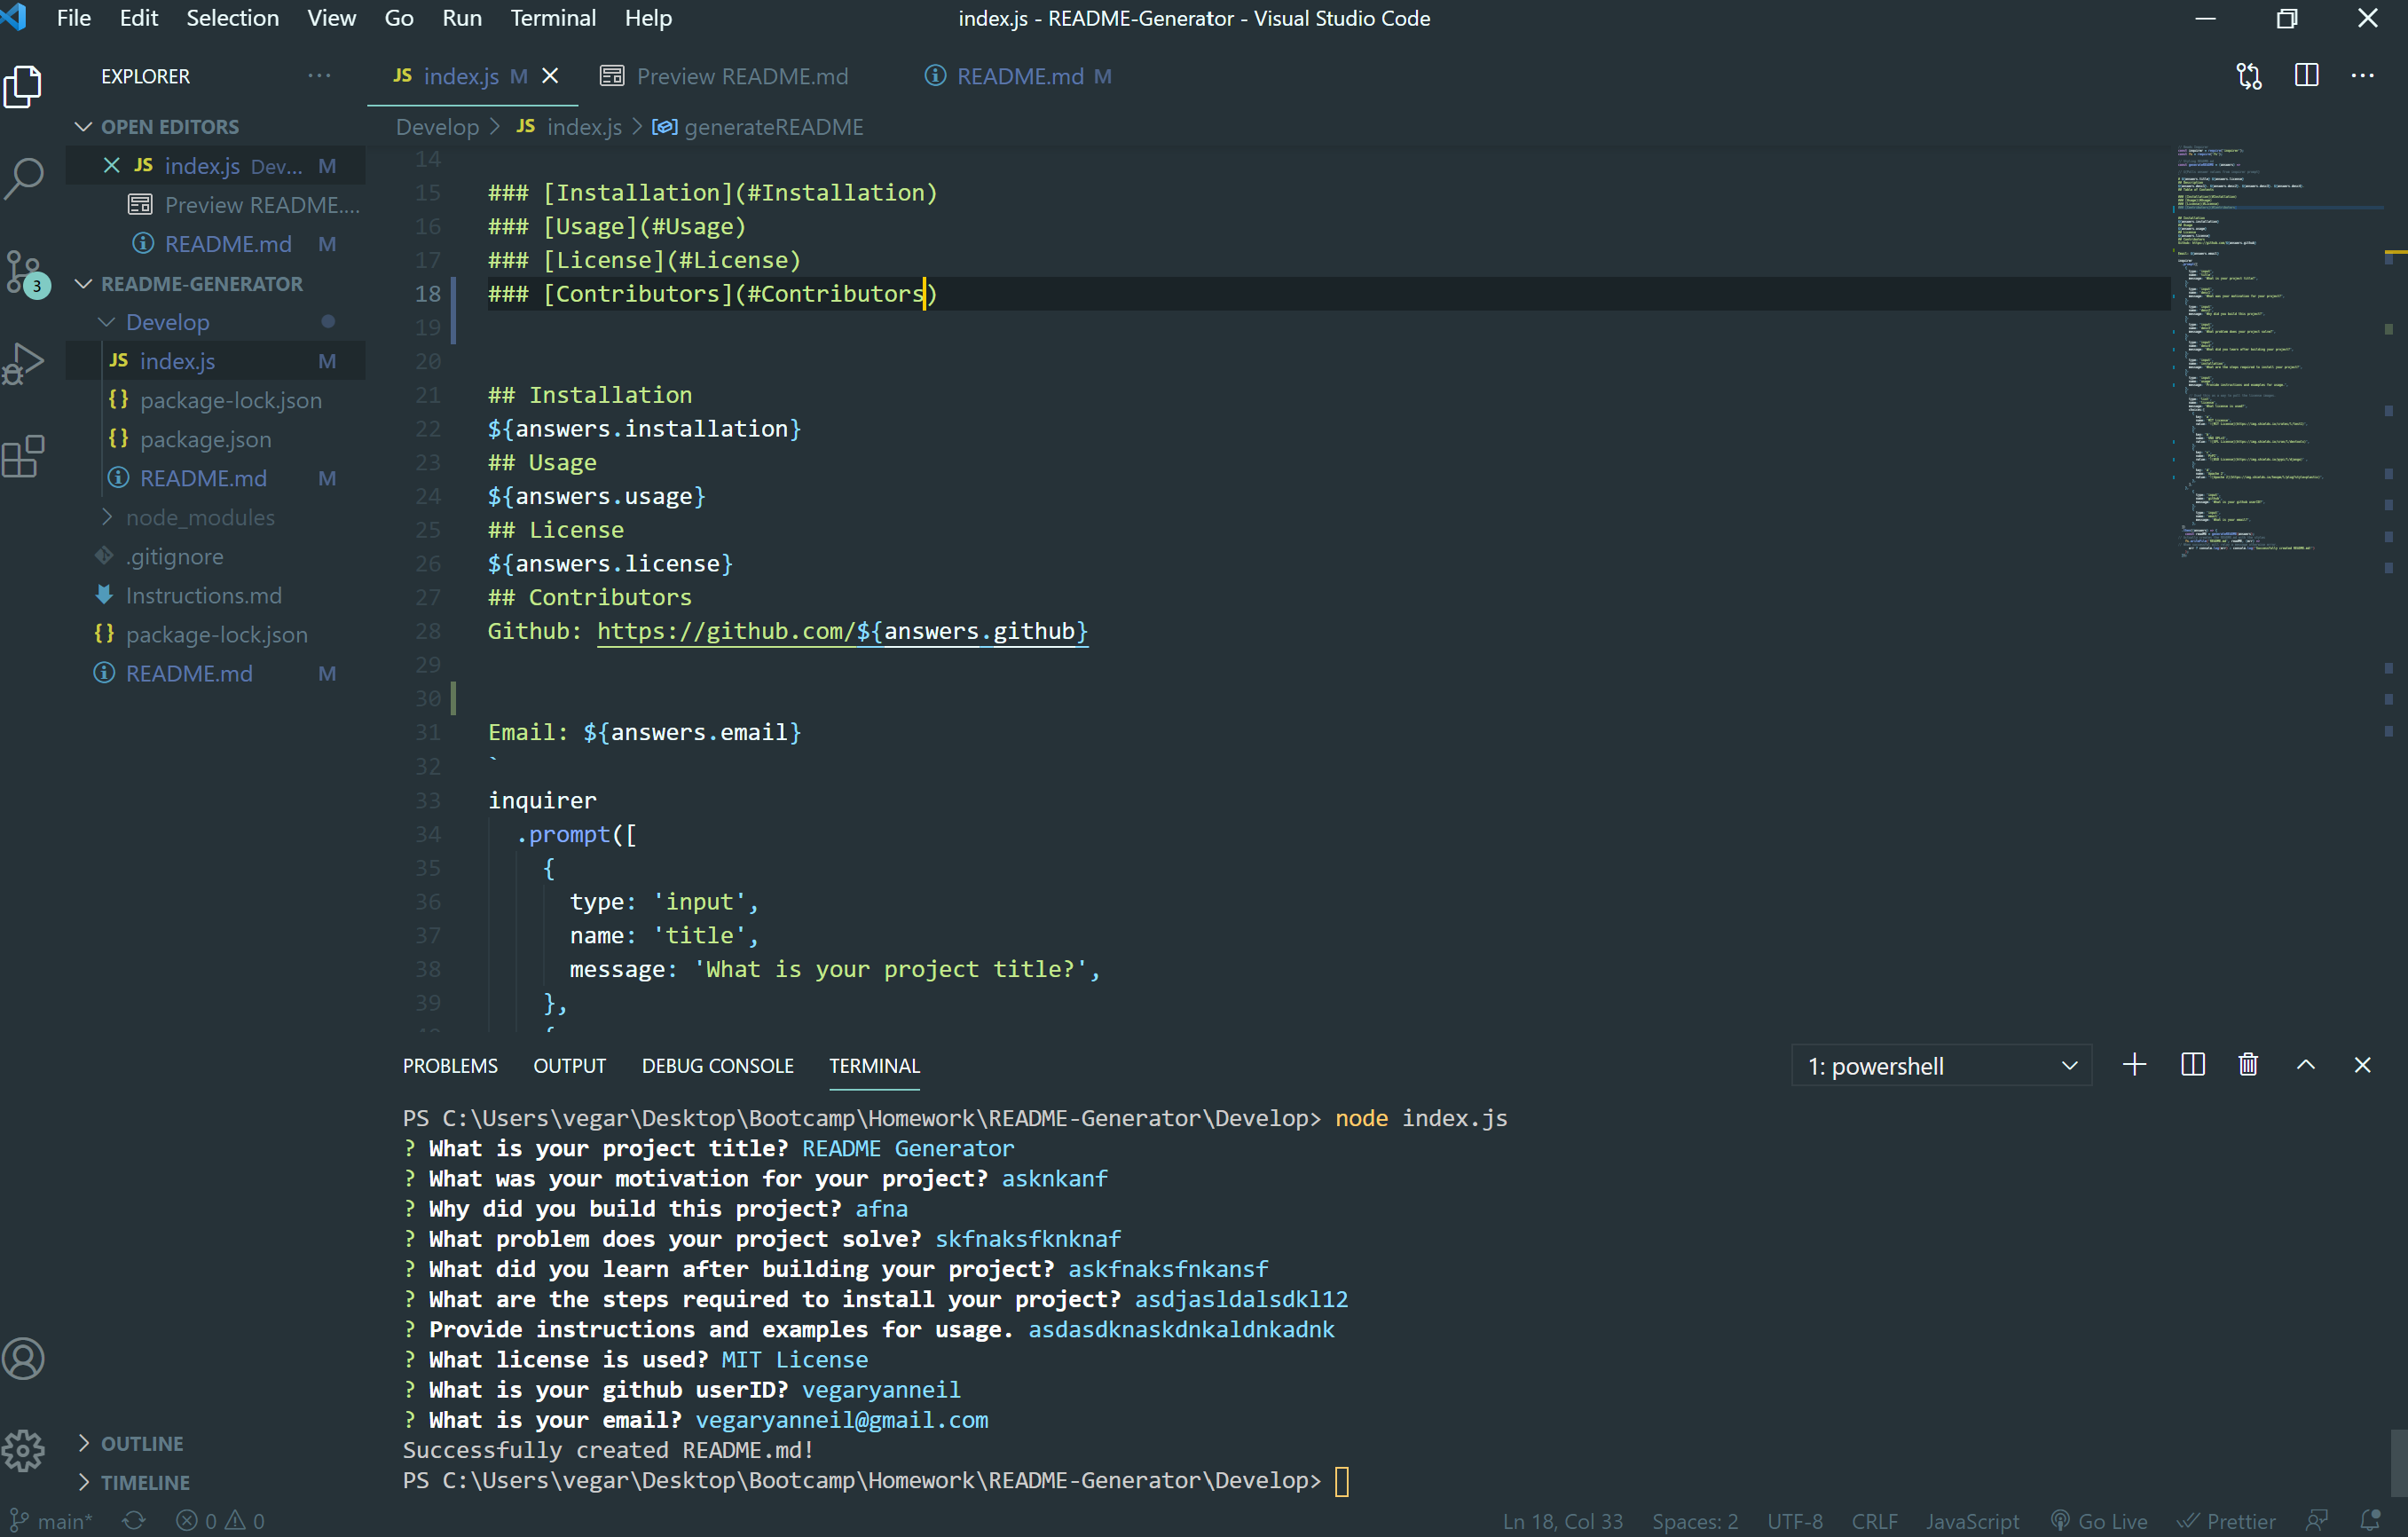 File Edit Selection View Go Run Terminal Help index.js - README-Generator - Visual Studio Code
EXPLORER ···
JS index.js M
Preview README.md
README.md M
OPEN EDITORS
JS index.js Dev... M
Preview README....
README.md M
README-GENERATOR
Develop
JS index.js M
{} package-lock.json
{} package.json
README.md M
node_modules
.gitignore
Instructions.md
{} package-lock.json
README.md M
OUTLINE
TIMELINE
3
Develop > JS index.js > generateREADME
14
15 ### [Installation](#Installation)
16 ### [Usage](#Usage)
17 ### [License](#License)
18 ### [Contributors](#Contributors)
19
20
21 ## Installation
22 ${answers.installation}
23 ## Usage
24 ${answers.usage}
25 ## License
26 ${answers.license}
27 ## Contributors
28 Github: https://github.com/${answers.github}
29
30
31 Email: ${answers.email}
32 `
33 inquirer
34 .prompt([
35 {
36 type: 'input',
37 name: 'title',
38 message: 'What is your project title?',
39 },
40 {
PROBLEMS OUTPUT DEBUG CONSOLE TERMINAL 1: powershell
PS C:\Users\vegar\Desktop\Bootcamp\Homework\README-Generator\Develop> node index.js
? What is your project title? README Generator
? What was your motivation for your project? asknkanf
? Why did you build this project? afna
? What problem does your project solve? skfnaksfknknaf
? What did you learn after building your project? askfnaksfnkansf
? What are the steps required to install your project? asdjasldalsdkl12
? Provide instructions and examples for usage. asdasdknaskdnkaldnkadnk
? What license is used? MIT License
? What is your github userID? vegaryanneil
? What is your email? vegaryanneil@gmail.com
Successfully created README.md!
PS C:\Users\vegar\Desktop\Bootcamp\Homework\README-Generator\Develop>
main* 0 0 Ln 18, Col 33 Spaces: 2 UTF-8 CRLF JavaScript Go Live Prettier